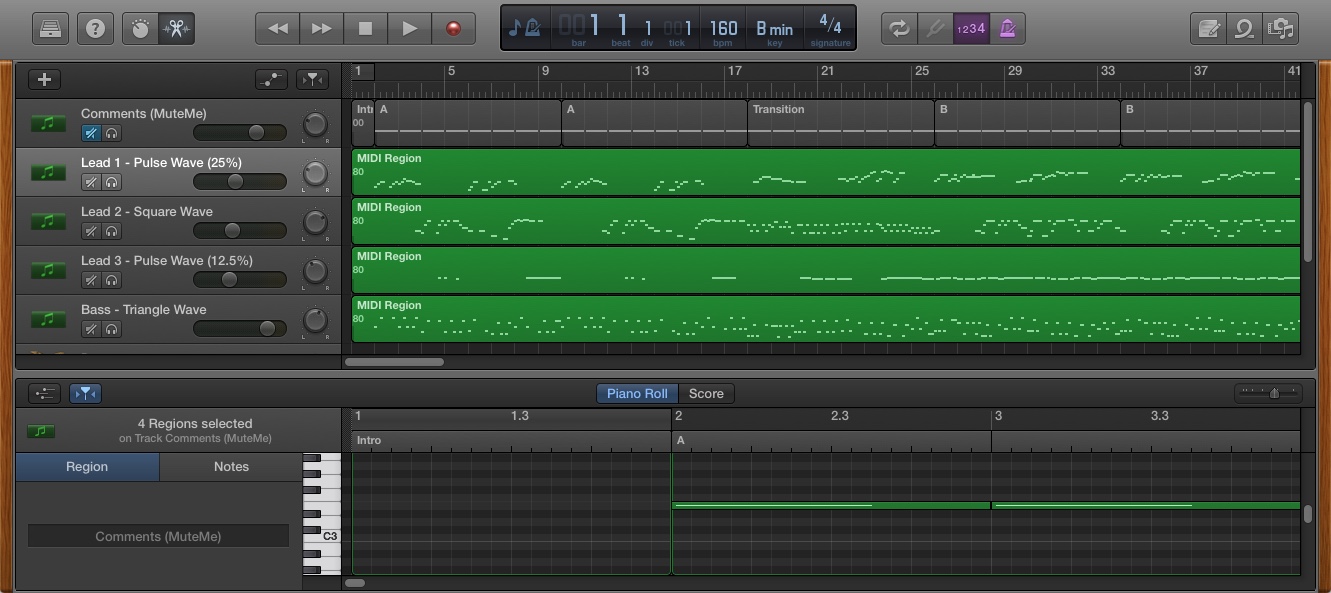 ?
00 1 1 1 00 1 160 B min 4/4 1234
bar beat div tick bpm key signature
1 5 9 13 17 21 25 29 33 37 41
Comments (MuteMe)
L R
Intr A A Transition B B
00
Lead 1 - Pulse Wave (25%)
L R
MIDI Region
80
Lead 2 - Square Wave
L R
MIDI Region
80
Lead 3 - Pulse Wave (12.5%)
L R
MIDI Region
80
Bass - Triangle Wave
L R
MIDI Region
80
Piano Roll Score
4 Regions selected
on Track Comments (MuteMe)
1 1.3 2 2.3 3 3.3
Intro A
Region Notes
Comments (MuteMe)
C3